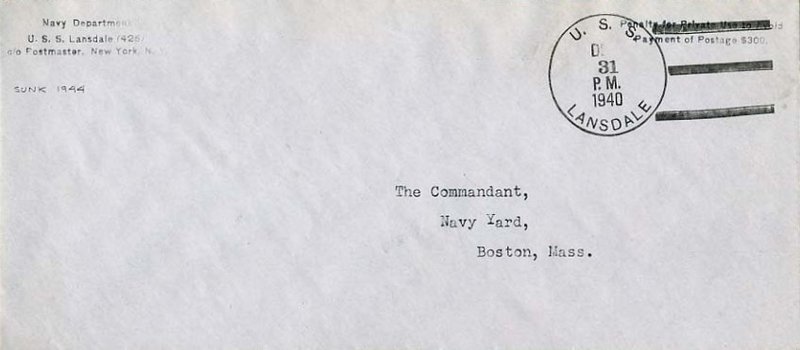 Navy Department
U. S. S. Lansdale (426)
c/o Postmaster, New York, N.
SUNK 1944
Penalty for Private Use to Avoid
Payment of Postage $300.
U. S. S.
31
P. M.
1940
LANSDALE
The Commandant,
Navy Yard,
Boston, Mass.